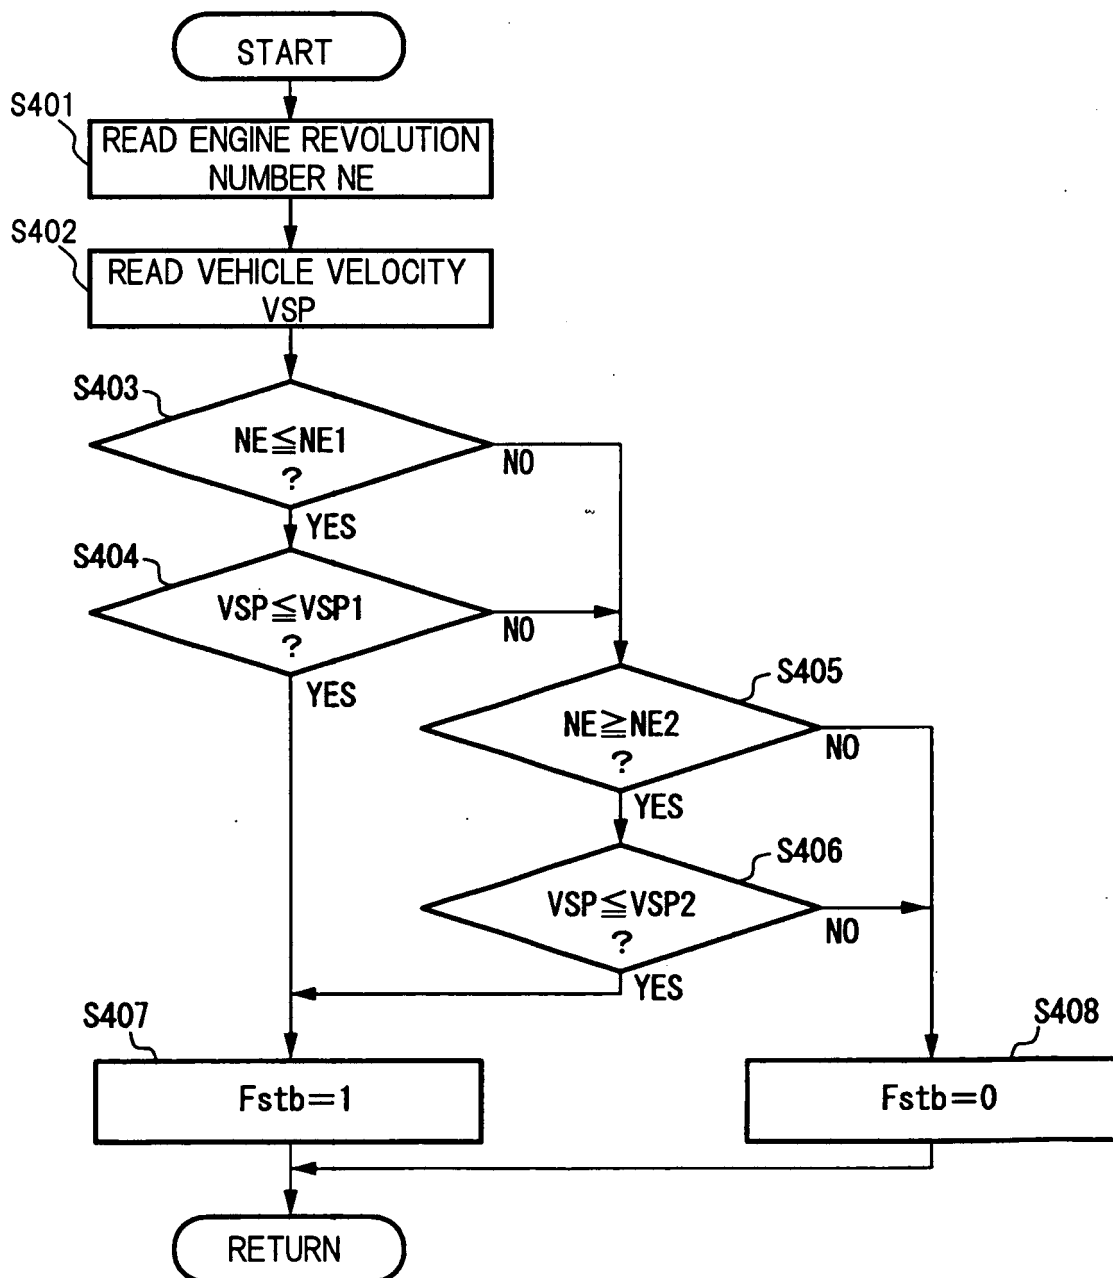 START
S401
READ ENGINE REVOLUTION
NUMBER NE
S402
READ VEHICLE VELOCITY
VSP
S403
NE≦NE1
?
NO
YES
S404
VSP≦VSP1
?
NO
YES
S405
NE≧NE2
?
NO
YES
S406
VSP≦VSP2
?
NO
YES
S407
Fstb=1
S408
Fstb=0
RETURN